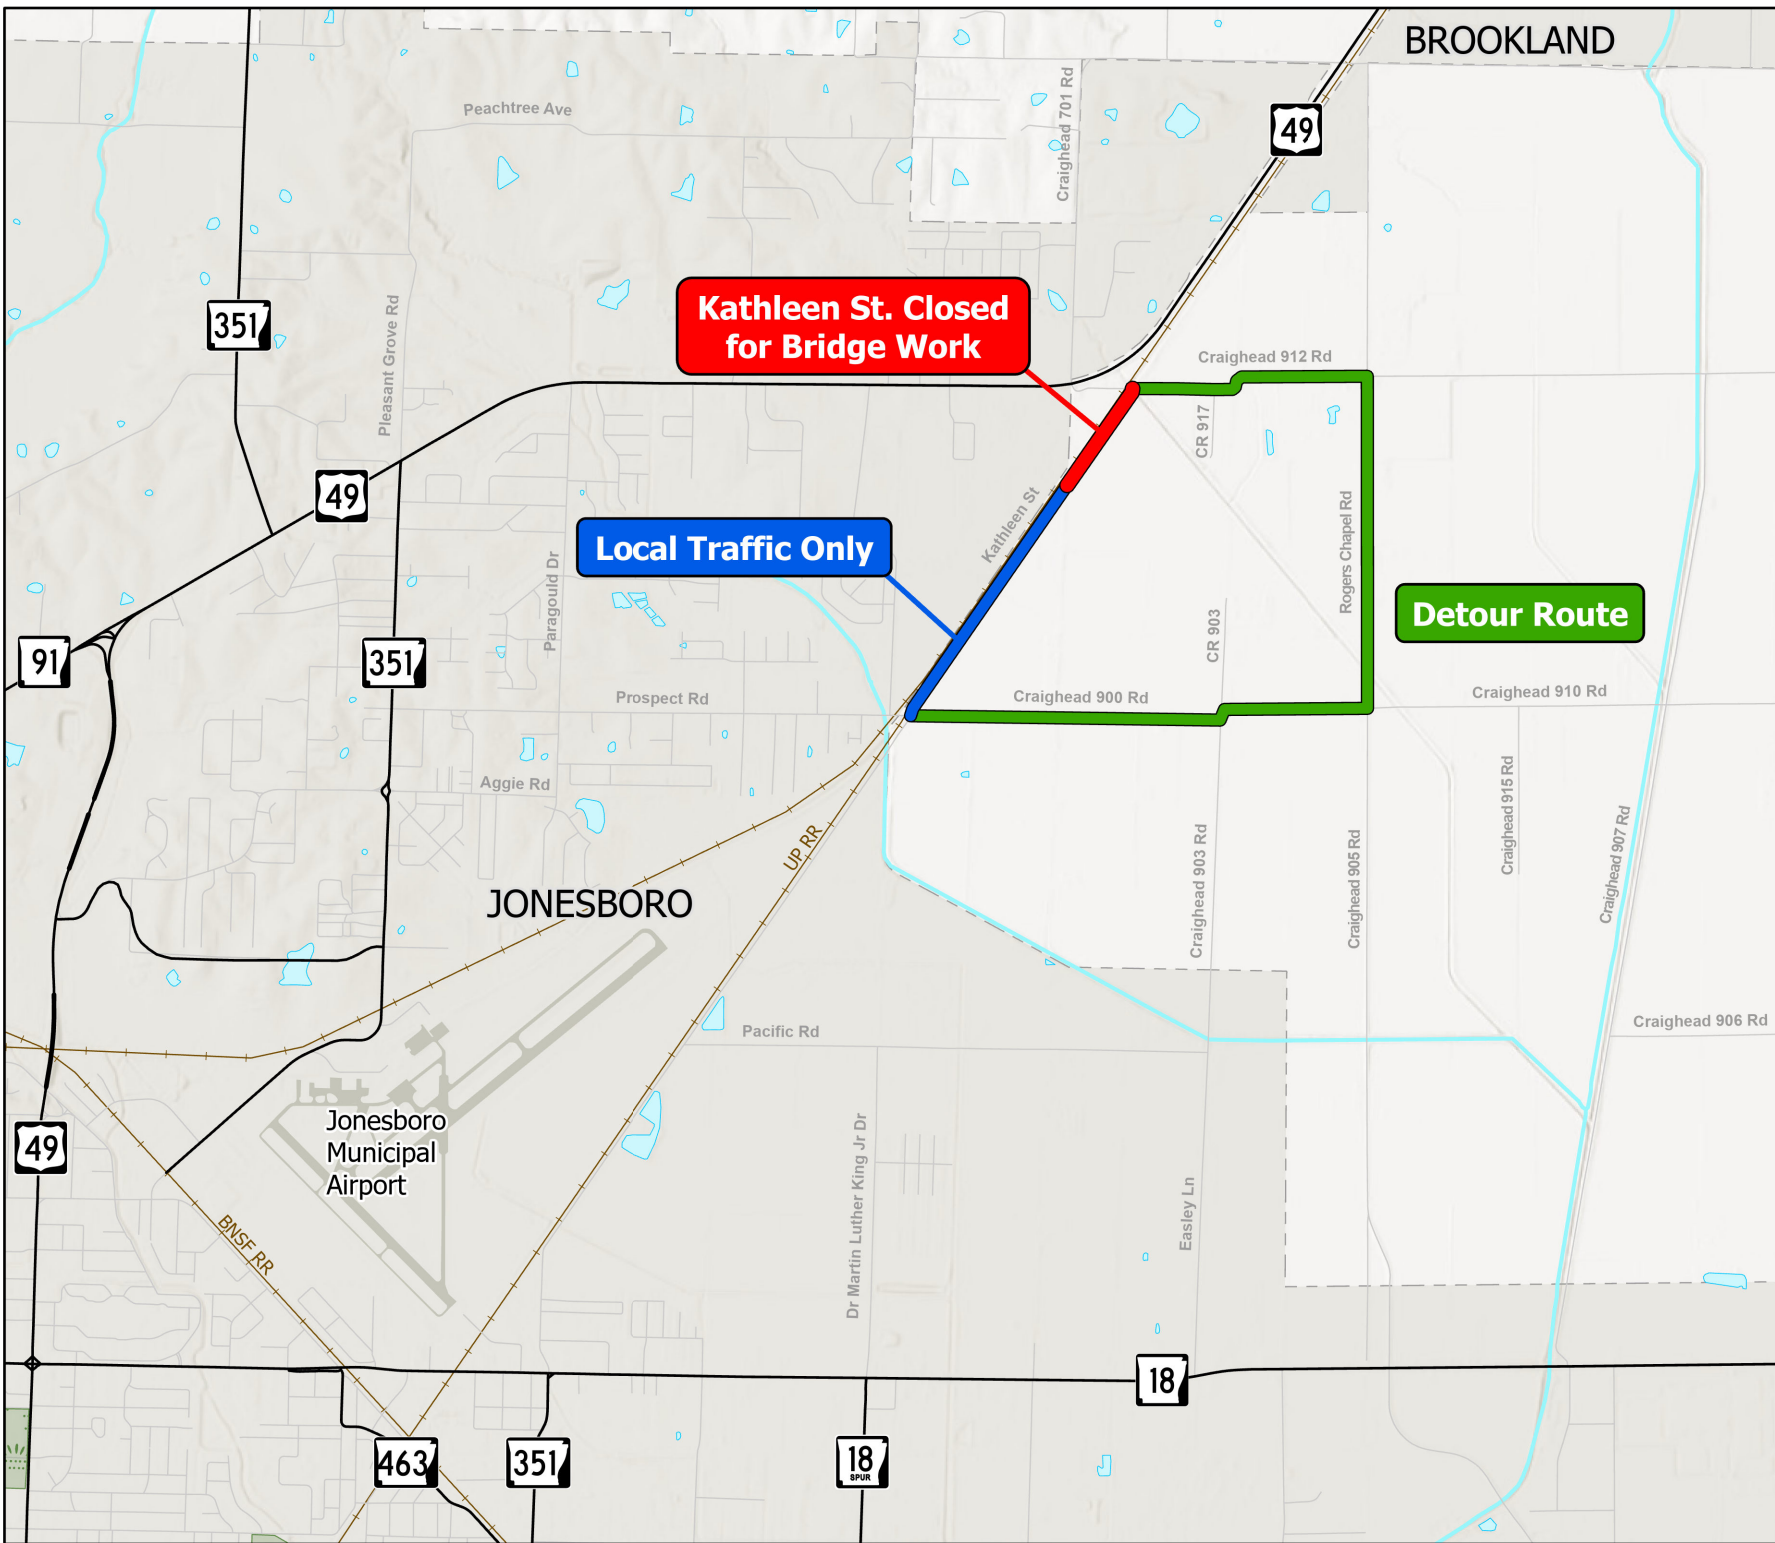 BROOKLAND
Peachtree Ave
Craighead 701 Rd
49
351
Pleasant Grove Rd
Kathleen St. Closed
for Bridge Work
Craighead 912 Rd
CR 917
49
Kathleen St
Rogers Chapel Rd
Local Traffic Only
Paragould Dr
Detour Route
CR 903
91
351
Prospect Rd
Craighead 900 Rd
Craighead 910 Rd
Aggie Rd
UP RR
Craighead 903 Rd
Craighead 905 Rd
Craighead 915 Rd
Craighead 907 Rd
JONESBORO
Pacific Rd
Craighead 906 Rd
49
Jonesboro
Municipal
Airport
Dr Martin Luther King Jr Dr
Easley Ln
BNSF RR
18
463
351
18
SPUR